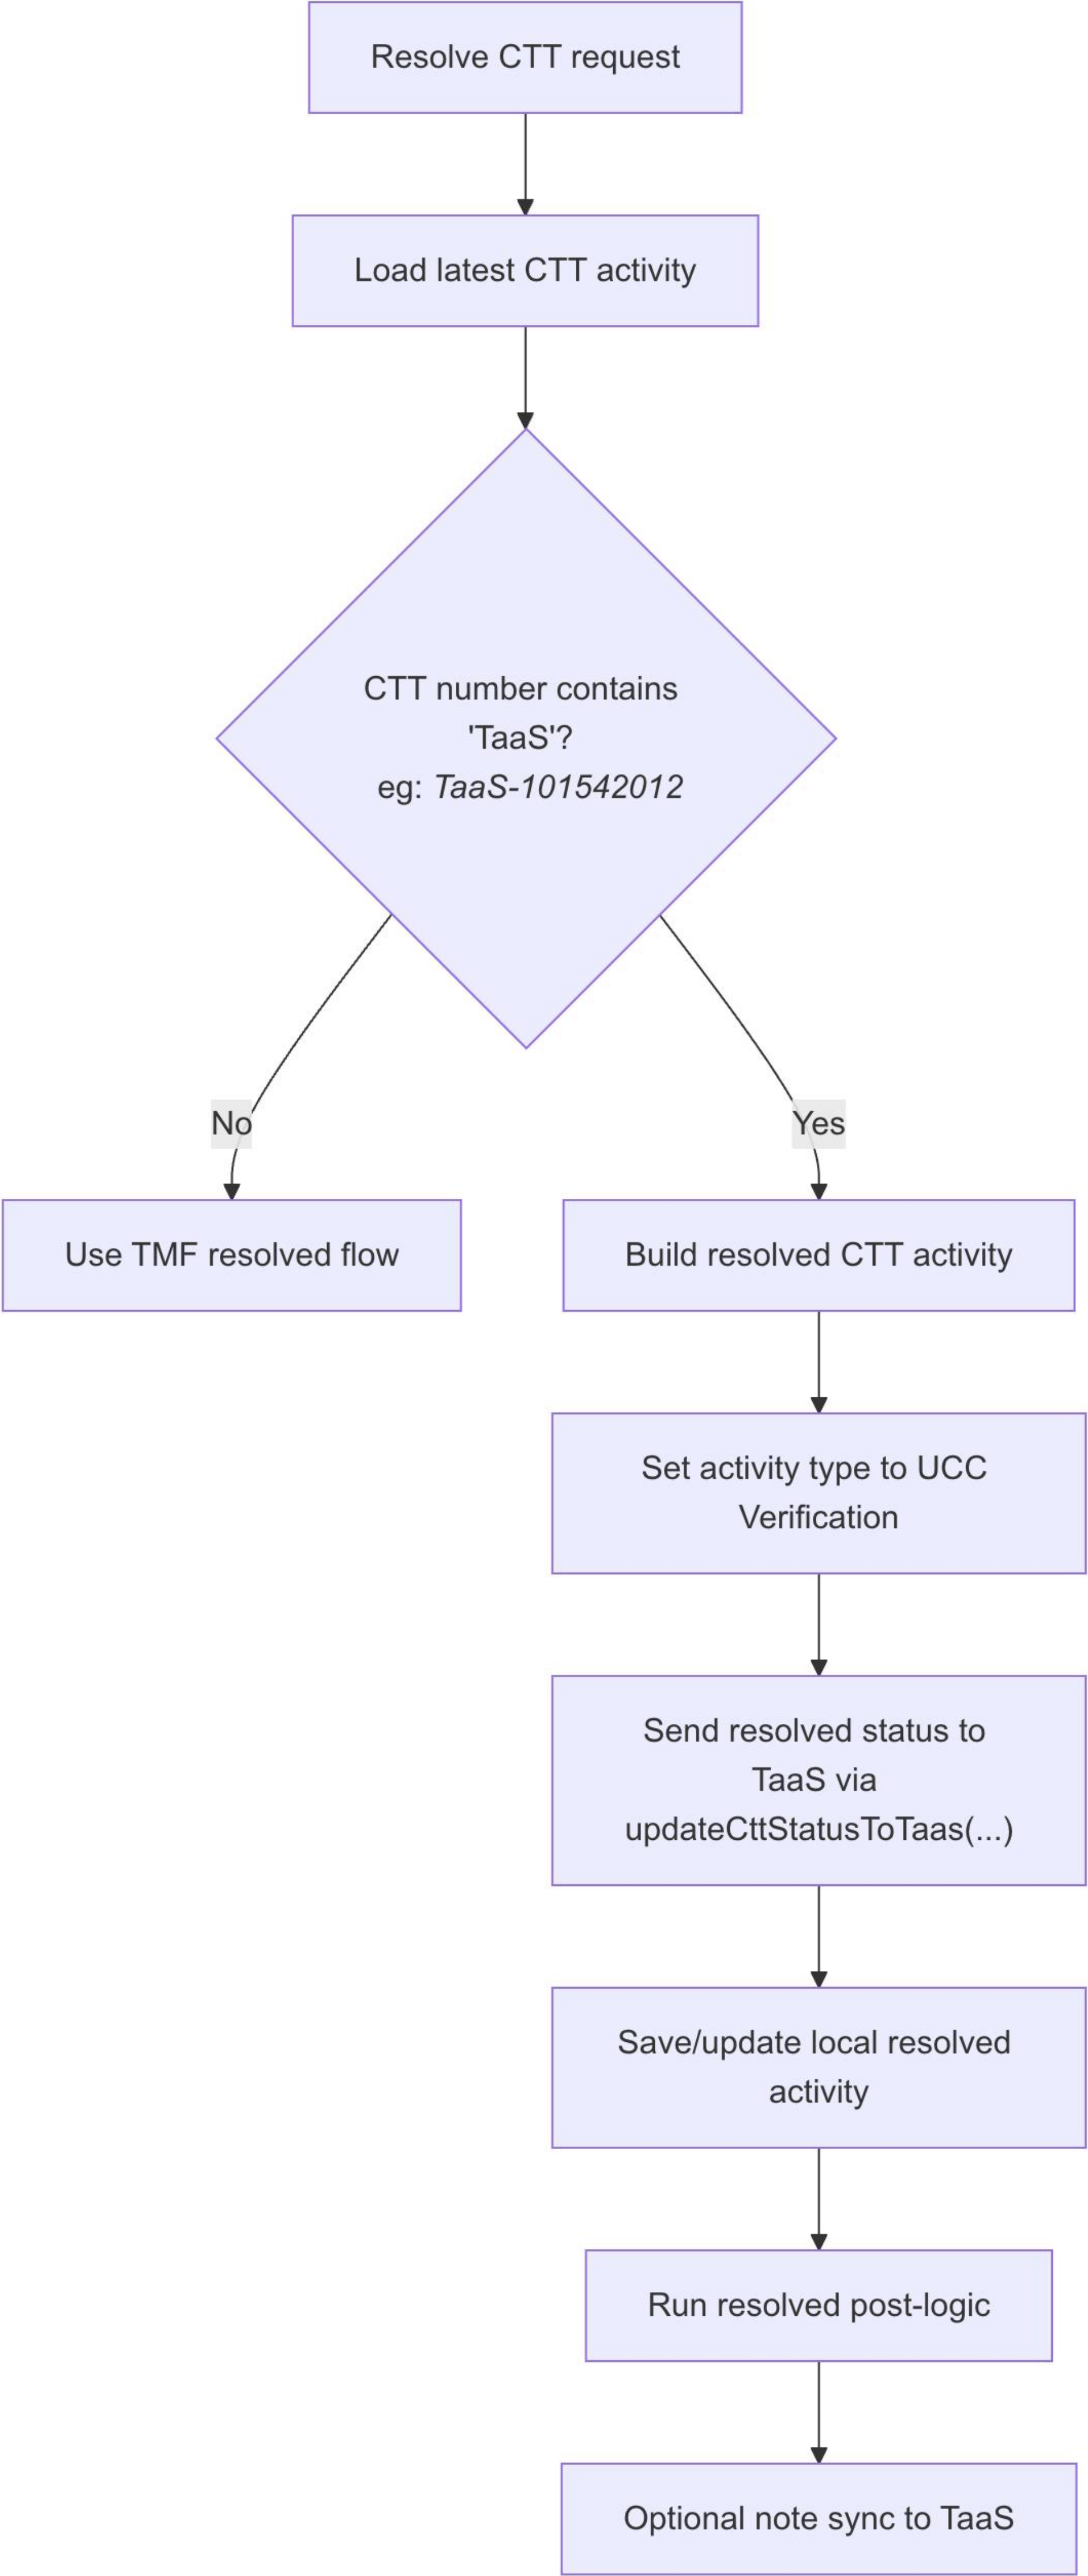 Resolve CTT request
Load latest CTT activity
CTT number contains
'TaaS'?
eg: TaaS-101542012
No
Yes
Use TMF resolved flow
Build resolved CTT activity
Set activity type to UCC
Verification
Send resolved status to
TaaS via
updateCttStatusToTaas(...)
Save/update local resolved
activity
Run resolved post-logic
Optional note sync to TaaS